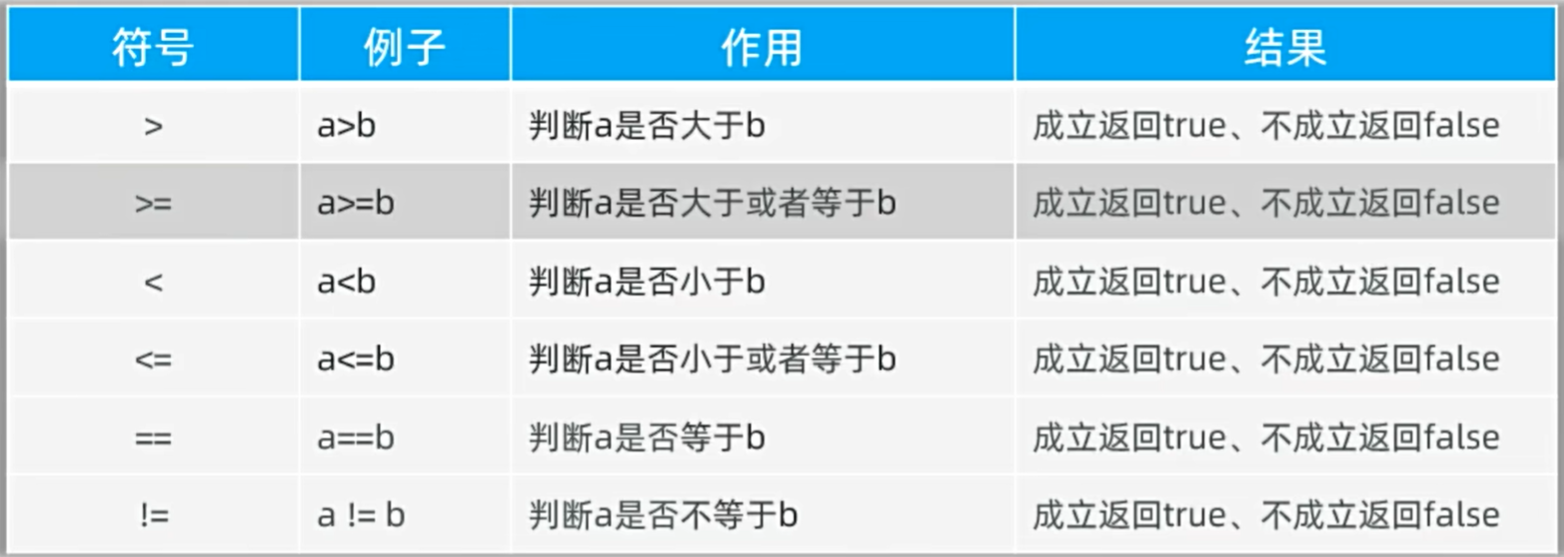 符号 例子 作用 结果
> a>b 判断a是否大于b 成立返回true、不成立返回false
>= a>=b 判断a是否大于或者等于b 成立返回true、不成立返回false
< a<b 判断a是否小于b 成立返回true、不成立返回false
<= a<=b 判断a是否小于或者等于b 成立返回true、不成立返回false
== a==b 判断a是否等于b 成立返回true、不成立返回false
!= a != b 判断a是否不等于b 成立返回true、不成立返回false